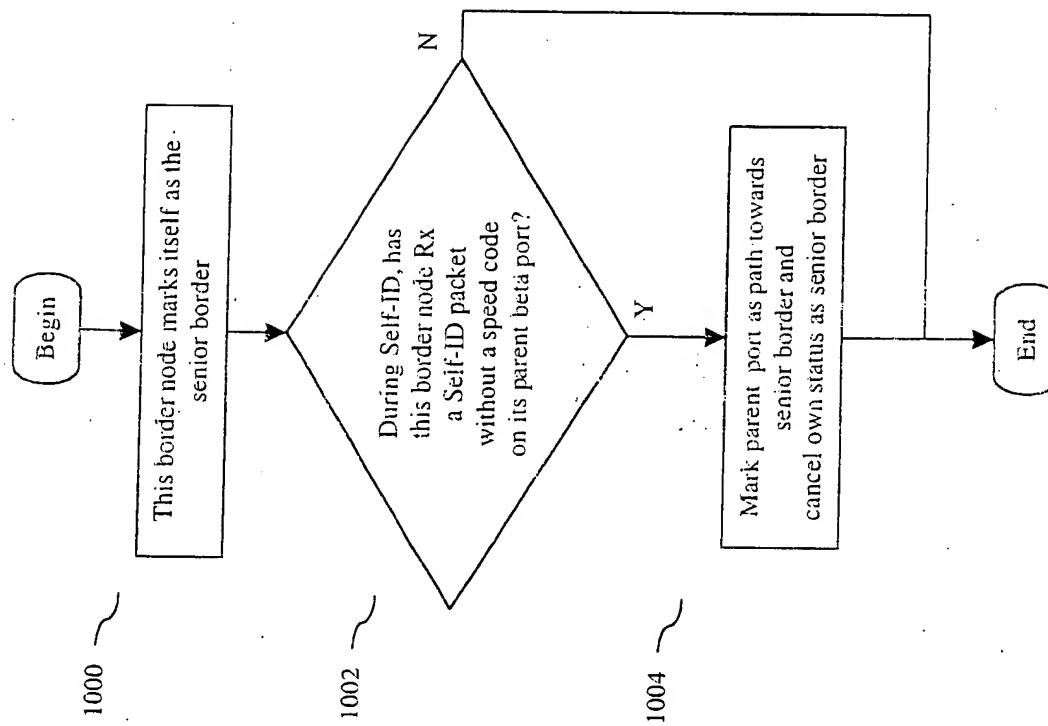 Begin
1000
This border node marks itself as the
senior border
1002
During Self-ID, has
this border node Rx
a Self-ID packet
without a speed code
on its parent beta port?
N
Y
1004
Mark parent port as path towards
senior border and
cancel own status as senior border
End